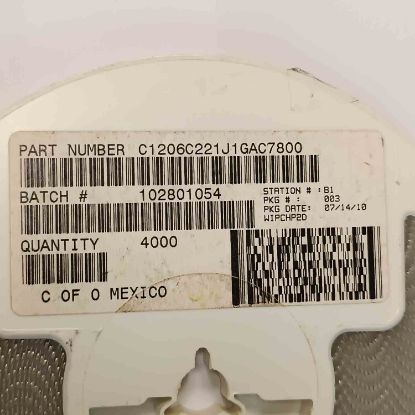 PART NUMBER C1206C221J1GAC7800
BATCH # 102801054
STATION # : B1
PKG # : 003
PKG DATE: 07/14/10
WIPCHP2D
QUANTITY 4000
C OF O MEXICO